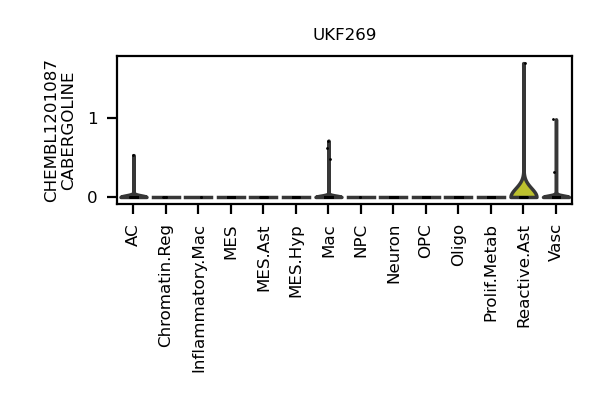 UKF269
CHEMBL1201087
CABERGOLINE
1
0
AC
Chromatin.Reg
Inflammatory.Mac
MES
MES.Ast
MES.Hyp
Mac
NPC
Neuron
OPC
Oligo
Prolif.Metab
Reactive.Ast
Vasc